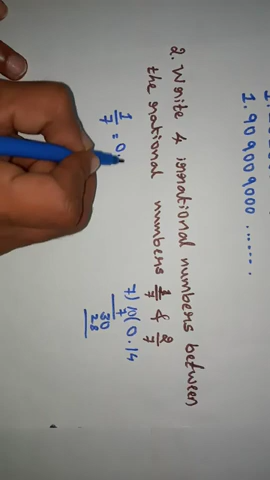 1.909009000.......
2. Write 4 irrational numbers between
the rational numbers 1/7 & 2/7
1/7 = 0.
7)10(0.14
7
30
28